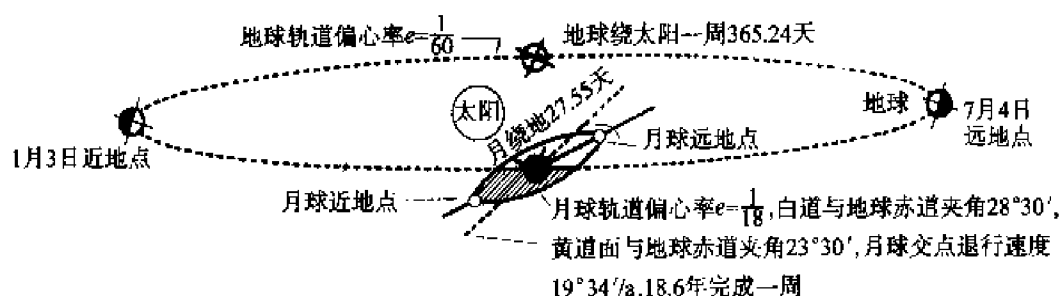 地球轨道偏心率e=1/60
地球绕太阳一周365.24天
太阳
月绕地27.55天
地球
7月4日
远地点
1月3日近地点
月球远地点
月球近地点
月球轨道偏心率e=1/18,白道与地球赤道夹角28°30′,
黄道面与地球赤道夹角23°30′,月球交点退行速度
19°34′/a,18.6年完成一周